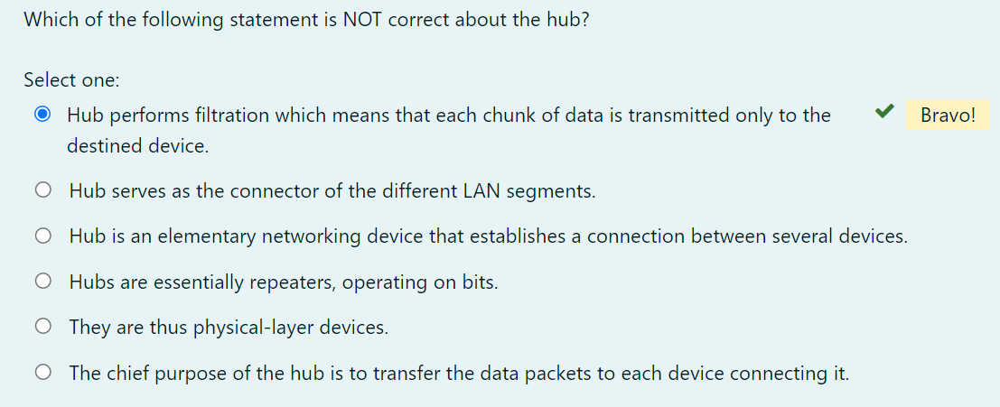 Which of the following statement is NOT correct about the hub?
Select one:
Hub performs filtration which means that each chunk of data is transmitted only to the
destined device.
Bravo!
Hub serves as the connector of the different LAN segments.
Hub is an elementary networking device that establishes a connection between several devices.
Hubs are essentially repeaters, operating on bits.
They are thus physical-layer devices.
The chief purpose of the hub is to transfer the data packets to each device connecting it.